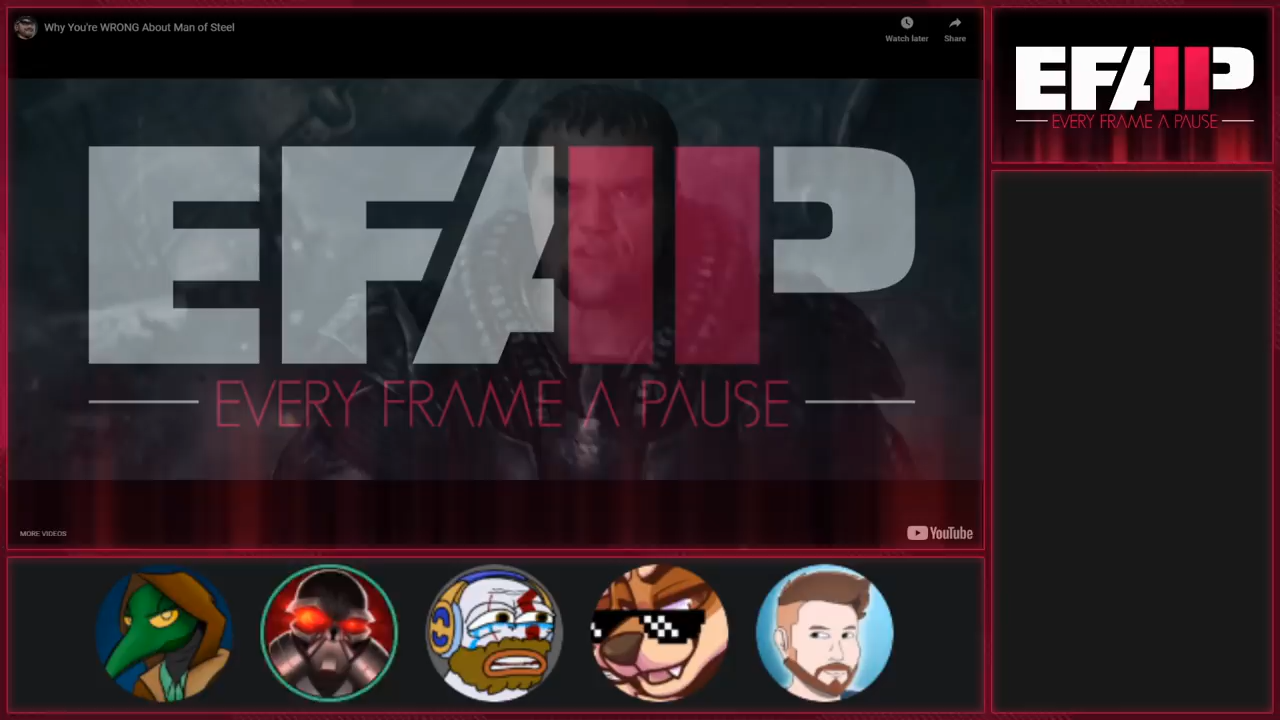 Why You're WRONG About Man of Steel
Watch later
Share
EFAP
EVERY FRAME A PAUSE
EFAP
EVERY FRAME A PAUSE
MORE VIDEOS
YouTube